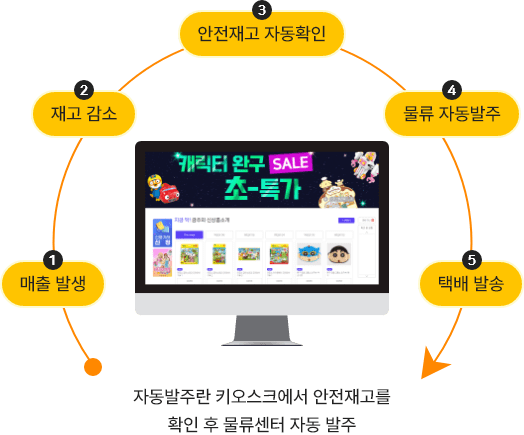 3
안전재고 자동확인
2
재고 감소
4
물류 자동발주
캐릭터 완구 SALE
초-특가
1
매출 발생
5
택배 발송
자동발주란 키오스크에서 안전재고를
확인 후 물류센터 자동 발주